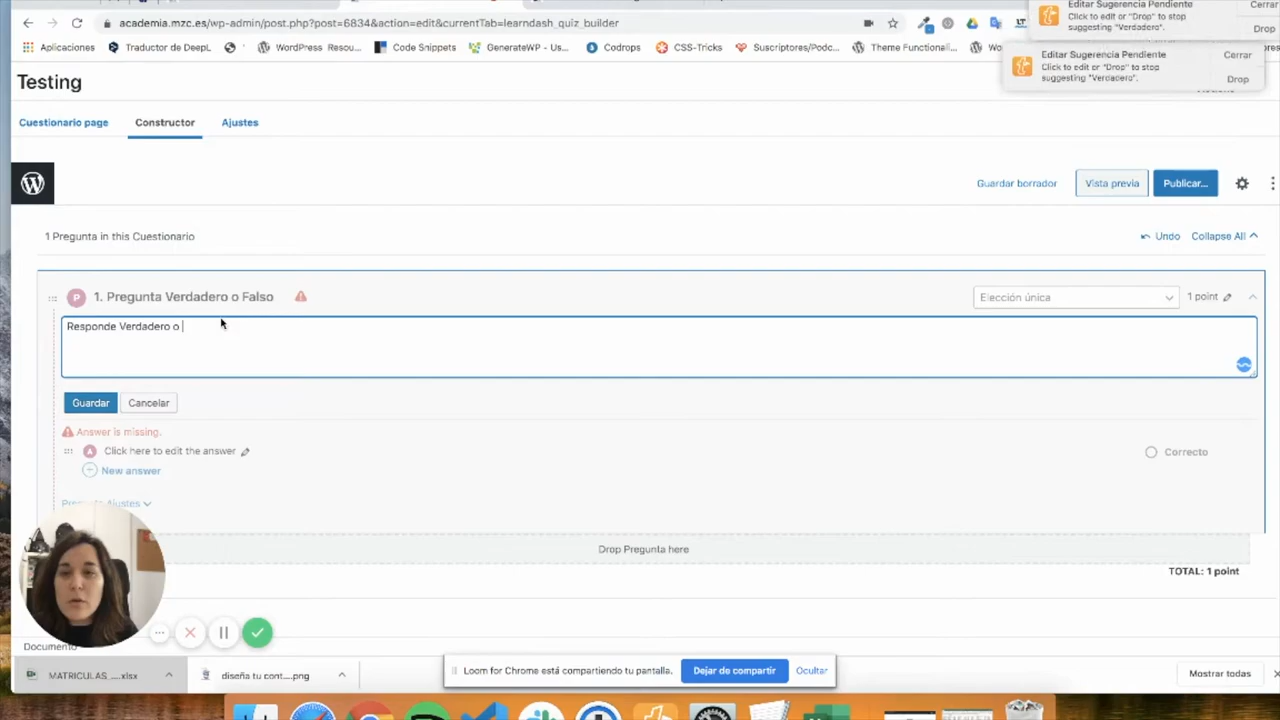 Editar Sugerencia Pendiente
Cerrar
Click to edit or "Drop" to stop
suggesting "Verdadero".
Drop
academia.mzc.es/wp-admin/post.php?post=6834&action=edit&currentTab=learndash_quiz_builder
Aplicaciones
Traductor de DeepL
WordPress Resou...
Code Snippets
GenerateWP - Us...
Codrops
CSS-Tricks
Suscriptores/Podc...
Theme Functionali...
Editar Sugerencia Pendiente
Cerrar
Click to edit or "Drop" to stop
suggesting "Verdadero".
Drop
Testing
Cuestionario page
Constructor
Ajustes
Guardar borrador
Vista previa
Publicar...
1 Pregunta in this Cuestionario
Undo
Collapse All
P
1. Pregunta Verdadero o Falso
Elección única
1 point
Responde Verdadero o
Guardar
Cancelar
Answer is missing.
A
Click here to edit the answer
Correcto
New answer
Ajustes
Drop Pregunta here
TOTAL: 1 point
Documento
MATRICULAS_....xlsx
diseña tu cont....png
Loom for Chrome está compartiendo tu pantalla.
Dejar de compartir
Ocultar
Mostrar todas